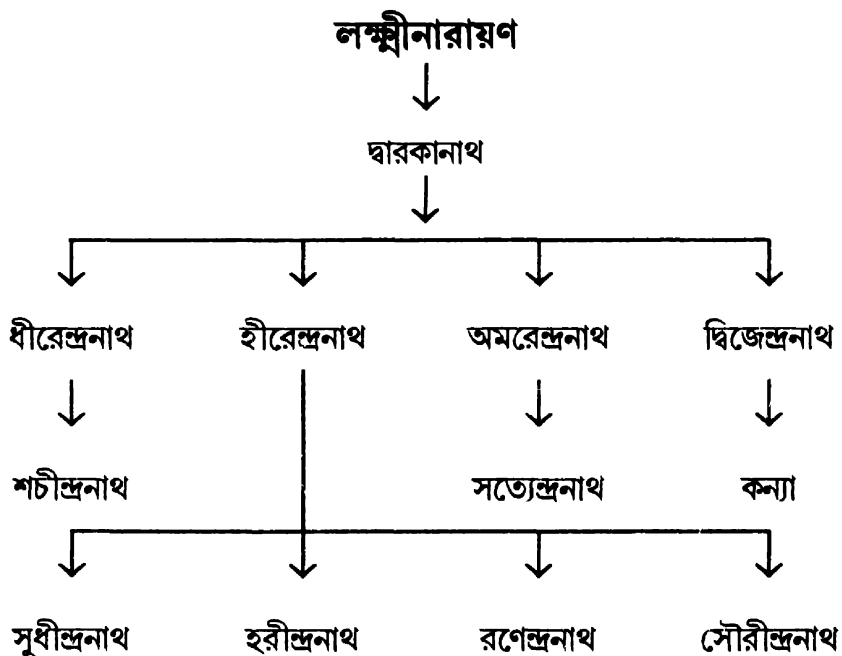 লক্ষ্মীনারায়ণ
দ্বারকানাথ
ধীরেন্দ্রনাথ হীরেন্দ্রনাথ অমরেন্দ্রনাথ দ্বিজেন্দ্রনাথ
শচীন্দ্রনাথ সত্যেন্দ্রনাথ কন্যা
সুধীন্দ্রনাথ হরীন্দ্রনাথ রণেন্দ্রনাথ সৌরীন্দ্রনাথ